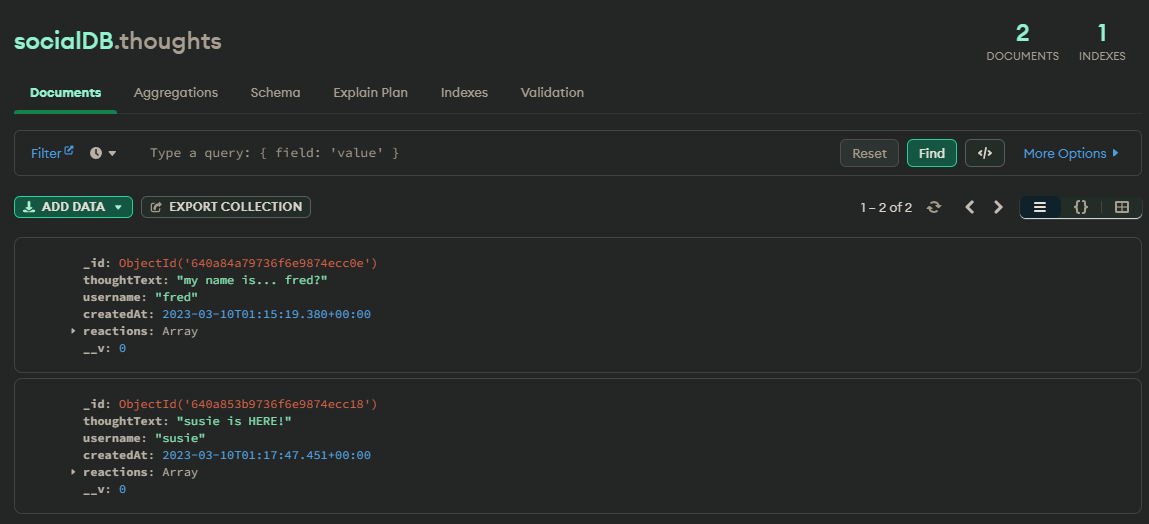 socialDB.thoughts
2 DOCUMENTS
1 INDEXES
Documents Aggregations Schema Explain Plan Indexes Validation
Filter Type a query: { field: 'value' } Reset Find </> More Options
ADD DATA EXPORT COLLECTION 1 – 2 of 2 {}
_id: ObjectId('640a84a79736f6e9874ecc0e')
thoughtText: "my name is... fred?"
username: "fred"
createdAt: 2023-03-10T01:15:19.380+00:00
reactions: Array
__v: 0
_id: ObjectId('640a853b9736f6e9874ecc18')
thoughtText: "susie is HERE!"
username: "susie"
createdAt: 2023-03-10T01:17:47.451+00:00
reactions: Array
__v: 0